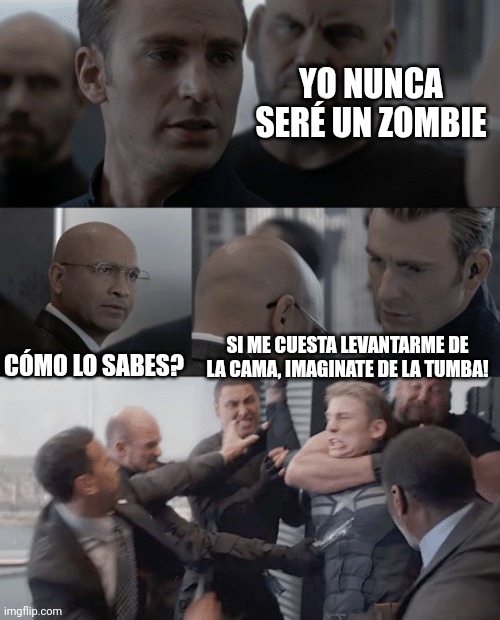 YO NUNCA
SERÉ UN ZOMBIE
CÓMO LO SABES?
SI ME CUESTA LEVANTARME DE
LA CAMA, IMAGINATE DE LA TUMBA!
imgflip.com